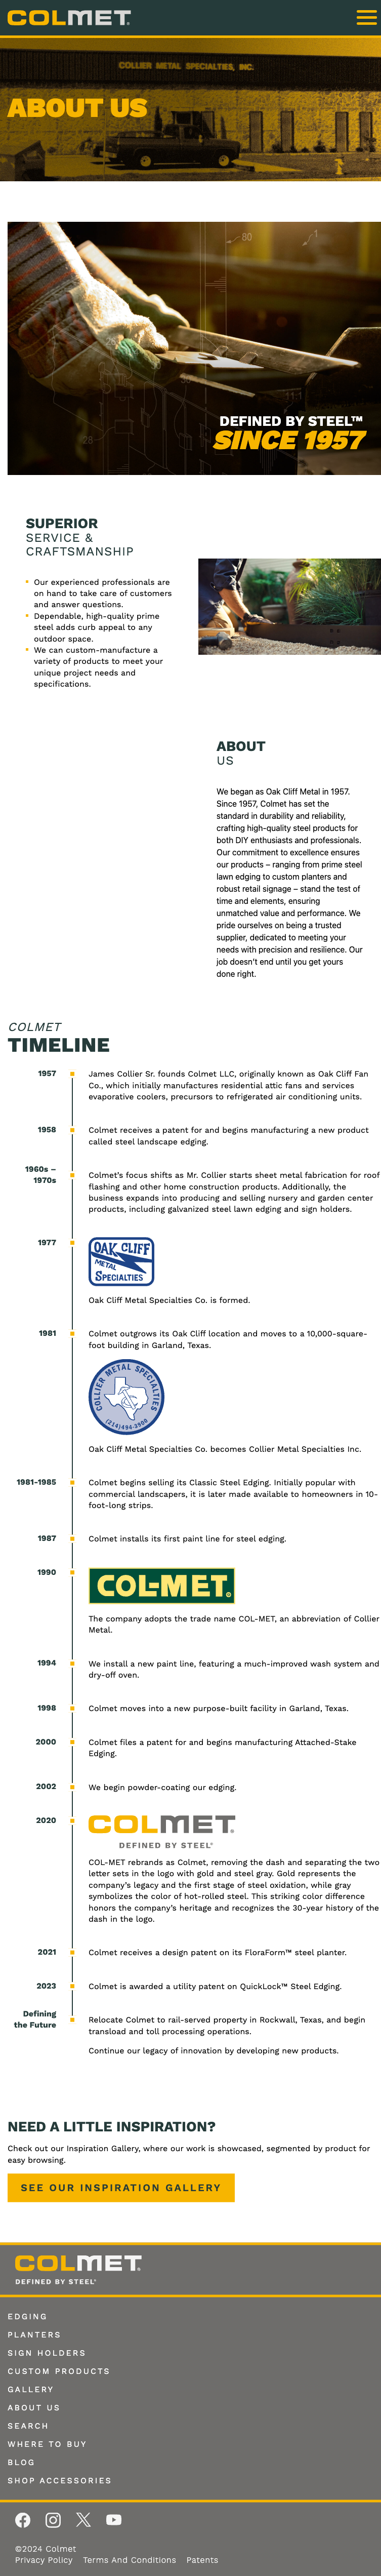 COLMET
COLLIER METAL SPECIALTIES, INC.
ABOUT US
80
1
28
DEFINED BY STEEL™
SINCE 1957
SUPERIOR
SERVICE &
CRAFTSMANSHIP
Our experienced professionals are
on hand to take care of customers
and answer questions.
Dependable, high-quality prime
steel adds curb appeal to any
outdoor space.
We can custom-manufacture a
variety of products to meet your
unique project needs and
specifications.
ABOUT
US
We began as Oak Cliff Metal in 1957.
Since 1957, Colmet has set the
standard in durability and reliability,
crafting high-quality steel products for
both DIY enthusiasts and professionals.
Our commitment to excellence ensures
our products – ranging from prime steel
lawn edging to custom planters and
robust retail signage – stand the test of
time and elements, ensuring
unmatched value and performance. We
pride ourselves on being a trusted
supplier, dedicated to meeting your
needs with precision and resilience. Our
job doesn’t end until you get yours
done right.
COLMET
TIMELINE
1957
James Collier Sr. founds Colmet LLC, originally known as Oak Cliff Fan
Co., which initially manufactures residential attic fans and services
evaporative coolers, precursors to refrigerated air conditioning units.
1958
Colmet receives a patent for and begins manufacturing a new product
called steel landscape edging.
1960s –
1970s
Colmet’s focus shifts as Mr. Collier starts sheet metal fabrication for roof
flashing and other home construction products. Additionally, the
business expands into producing and selling nursery and garden center
products, including galvanized steel lawn edging and sign holders.
1977
OAK CLIFF
METAL
SPECIALTIES
Oak Cliff Metal Specialties Co. is formed.
1981
Colmet outgrows its Oak Cliff location and moves to a 10,000-square-
foot building in Garland, Texas.
COLLIER METAL SPECIALTIES
(214)494-3900
Oak Cliff Metal Specialties Co. becomes Collier Metal Specialties Inc.
1981-1985
Colmet begins selling its Classic Steel Edging. Initially popular with
commercial landscapers, it is later made available to homeowners in 10-
foot-long strips.
1987
Colmet installs its first paint line for steel edging.
1990
COL-MET®
The company adopts the trade name COL-MET, an abbreviation of Collier
Metal.
1994
We install a new paint line, featuring a much-improved wash system and
dry-off oven.
1998
Colmet moves into a new purpose-built facility in Garland, Texas.
2000
Colmet files a patent for and begins manufacturing Attached-Stake
Edging.
2002
We begin powder-coating our edging.
2020
COLMET
DEFINED BY STEEL®
COL-MET rebrands as Colmet, removing the dash and separating the two
letter sets in the logo with gold and steel gray. Gold represents the
company’s legacy and the first stage of steel oxidation, while gray
symbolizes the color of hot-rolled steel. This striking color difference
honors the company’s heritage and recognizes the 30-year history of the
dash in the logo.
2021
Colmet receives a design patent on its FloraForm™ steel planter.
2023
Colmet is awarded a utility patent on QuickLock™ Steel Edging.
Defining
the Future
Relocate Colmet to rail-served property in Rockwall, Texas, and begin
transload and toll processing operations.
Continue our legacy of innovation by developing new products.
NEED A LITTLE INSPIRATION?
Check out our Inspiration Gallery, where our work is showcased, segmented by product for
easy browsing.
SEE OUR INSPIRATION GALLERY
COLMET
DEFINED BY STEEL®
EDGING
PLANTERS
SIGN HOLDERS
CUSTOM PRODUCTS
GALLERY
ABOUT US
SEARCH
WHERE TO BUY
BLOG
SHOP ACCESSORIES
©2024 Colmet
Privacy Policy Terms And Conditions Patents